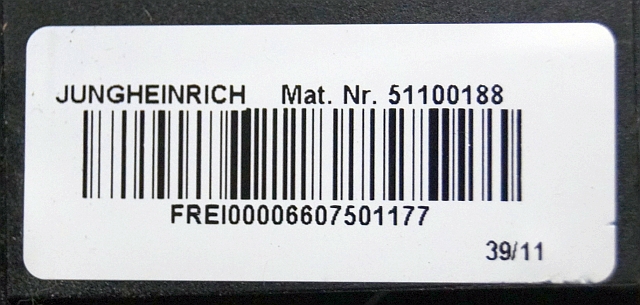 JUNGHEINRICH Mat. Nr. 51100188
FREI00006607501177
39/11